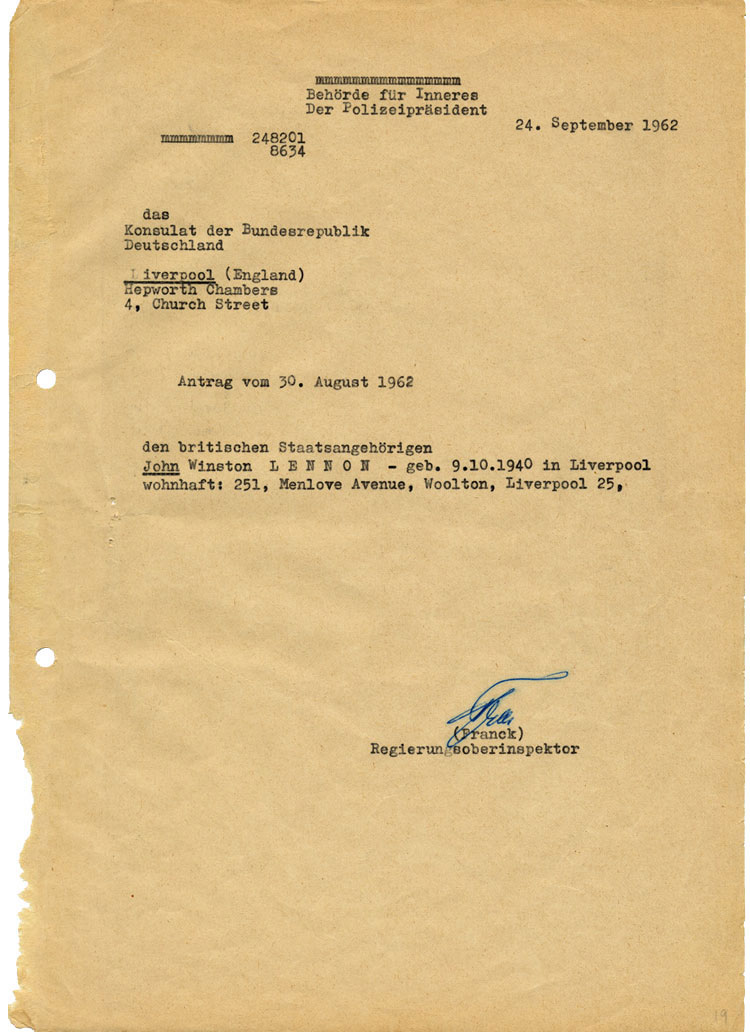 Behörde für Inneres
Der Polizeipräsident
24. September 1962
248201
8634
das
Konsulat der Bundesrepublik
Deutschland
Liverpool (England)
Hepworth Chambers
4, Church Street
Antrag vom 30. August 1962
den britischen Staatsangehörigen
John Winston L E N N O N - geb. 9.10.1940 in Liverpool
wohnhaft: 251, Menlove Avenue, Woolton, Liverpool 25,
(Franck)
Regierungsoberinspektor
19